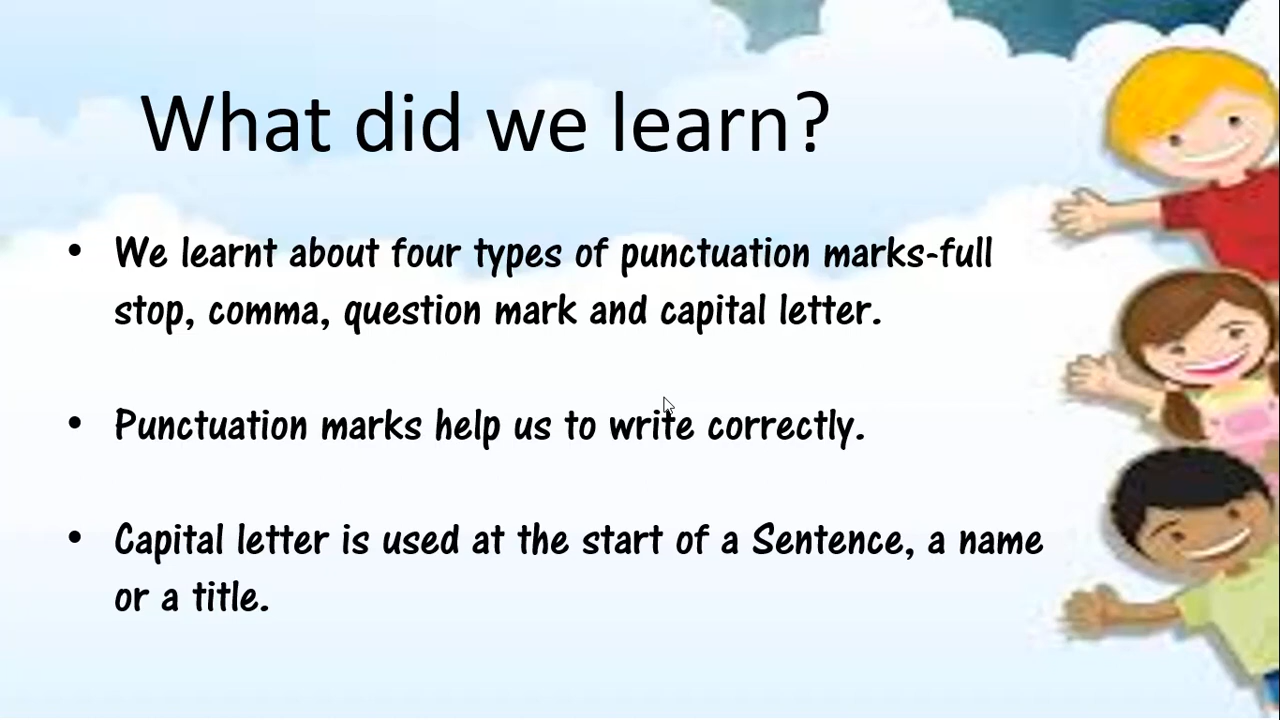 What did we learn?
• We learnt about four types of punctuation marks-full
stop, comma, question mark and capital letter.
• Punctuation marks help us to write correctly.
• Capital letter is used at the start of a Sentence, a name
or a title.